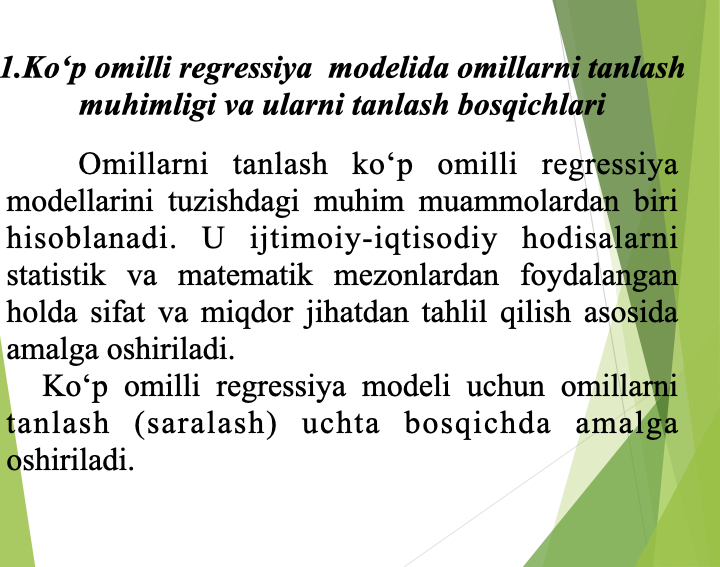 1.Ko‘p omilli regressiya modelida omillarni tanlash
muhimligi va ularni tanlash bosqichlari
Omillarni tanlash ko‘p omilli regressiya
modellarini tuzishdagi muhim muammolardan biri
hisoblanadi. U ijtimoiy-iqtisodiy hodisalarni
statistik va matematik mezonlardan foydalangan
holda sifat va miqdor jihatdan tahlil qilish asosida
amalga oshiriladi.
Ko‘p omilli regressiya modeli uchun omillarni
tanlash (saralash) uchta bosqichda amalga
oshiriladi.